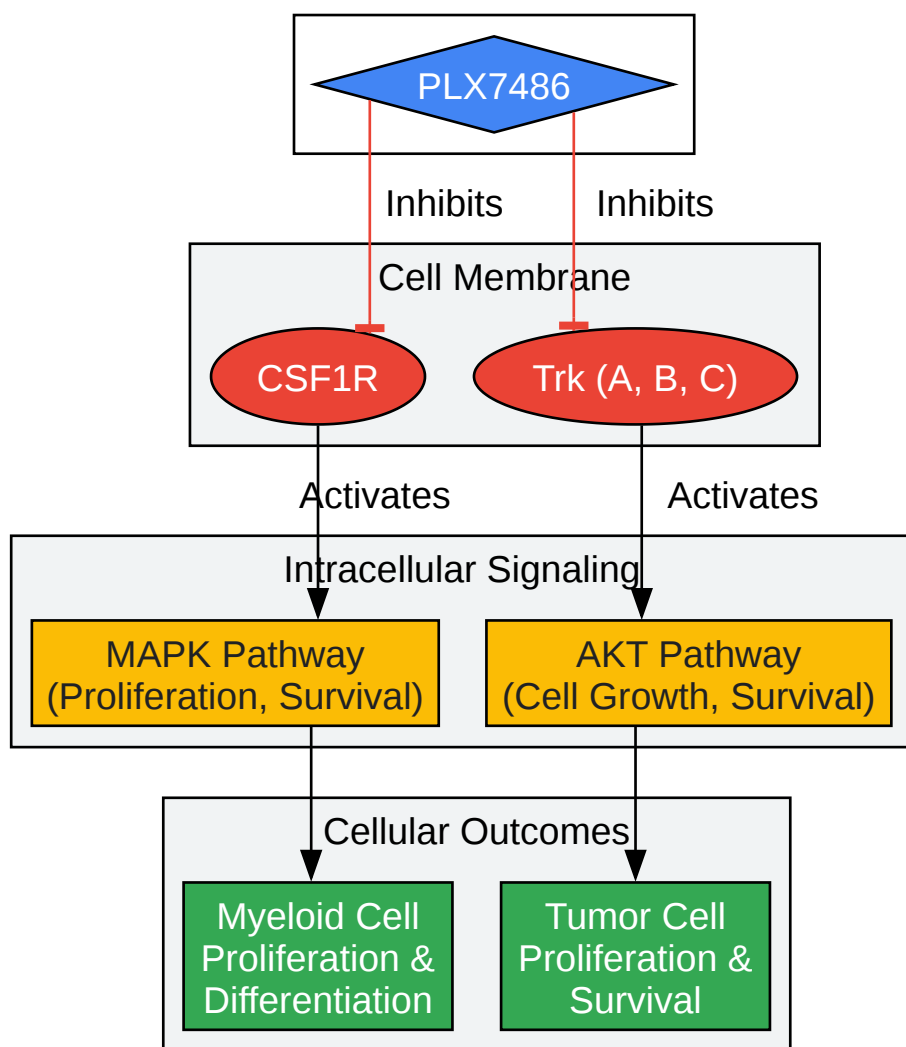 PLX7486
Inhibits
Inhibits
Cell Membrane
CSF1R
Trk (A, B, C)
Activates
Activates
Intracellular Signaling
MAPK Pathway
(Proliferation, Survival)
AKT Pathway
(Cell Growth, Survival)
Cellular Outcomes
Myeloid Cell
Proliferation &
Differentiation
Tumor Cell
Proliferation &
Survival